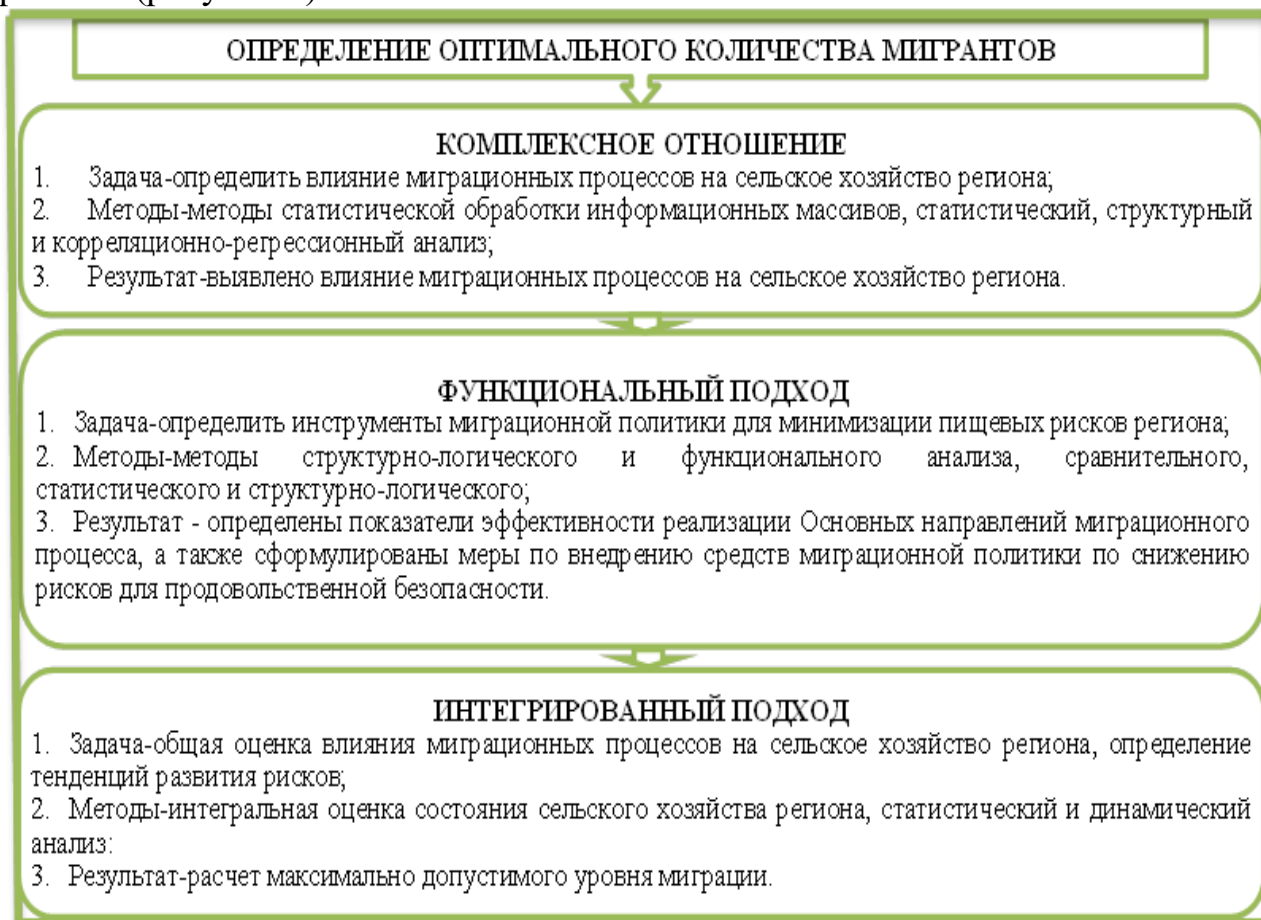 ОПРЕДЕЛЕНИЕ ОПТИМАЛЬНОГО КОЛИЧЕСТВА МИГРАНТОВ
КОМПЛЕКСНОЕ ОТНОШЕНИЕ
1. Задача-определить влияние миграционных процессов на сельское хозяйство региона;
2. Методы-методы статистической обработки информационных массивов, статистический, структурный
и корреляционно-регрессионный анализ;
3. Результат-выявлено влияние миграционных процессов на сельское хозяйство региона.
ФУНКЦИОНАЛЬНЫЙ ПОДХОД
1. Задача-определить инструменты миграционной политики для минимизации пищевых рисков региона;
2. Методы-методы структурно-логического и функционального анализа, сравнительного,
статистического и структурно-логического;
3. Результат - определены показатели эффективности реализации Основных направлений миграционного
процесса, а также сформулированы меры по внедрению средств миграционной политики по снижению
рисков для продовольственной безопасности.
ИНТЕГРИРОВАННЫЙ ПОДХОД
1. Задача-общая оценка влияния миграционных процессов на сельское хозяйство региона, определение
тенденций развития рисков;
2. Методы-интегральная оценка состояния сельского хозяйства региона, статистический и динамический
анализ:
3. Результат-расчет максимально допустимого уровня миграции.